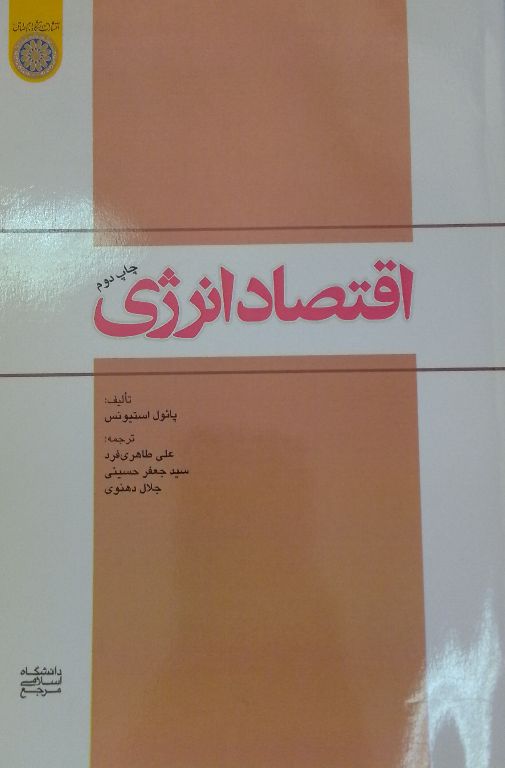 اقتصاد انرژی
چاپ دوم
تألیف:
پائول استیونس
ترجمه:
علی طاهری‌فرد
سید جعفر حسینی
جلال دهنوی
دانشگاه
اسلامی
مرجع